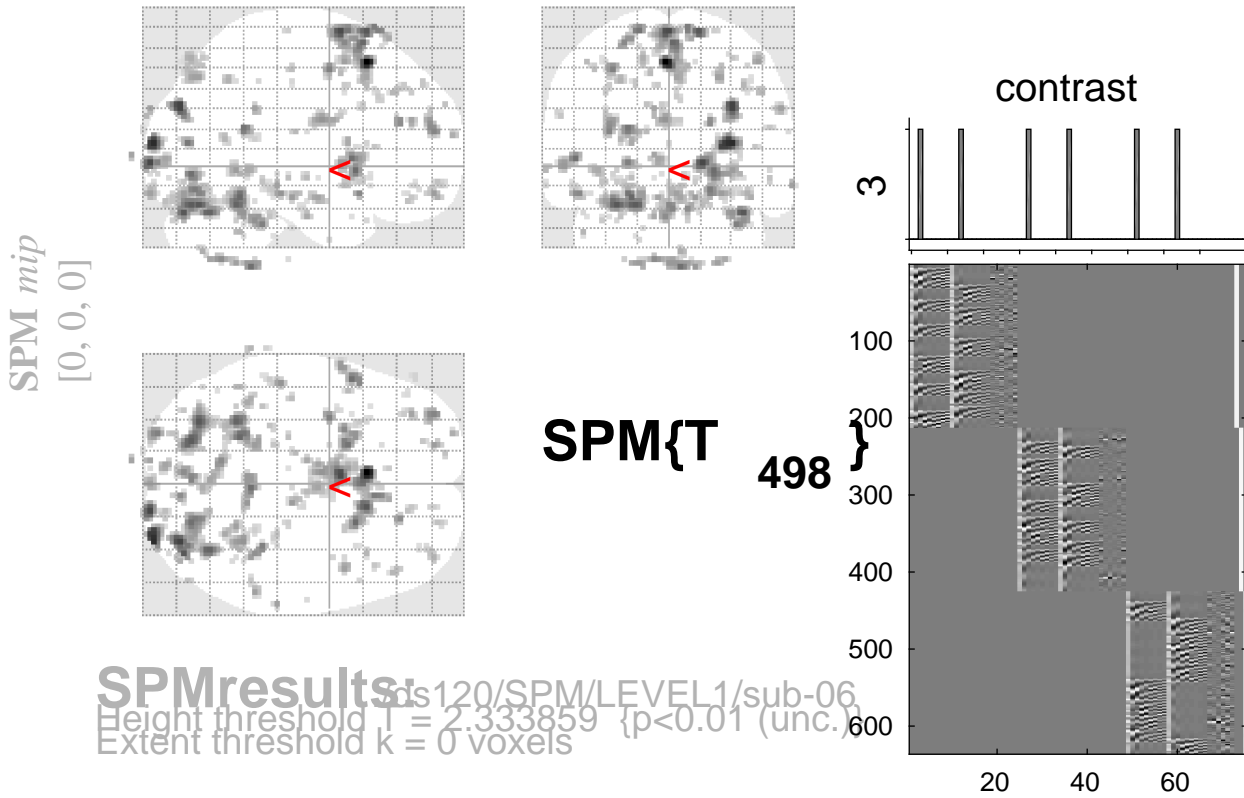 SPM mip
[0, 0, 0]
<
<
<
SPM{T498}
SPMresults: /ds120/SPM/LEVEL1/sub-06
Height threshold T = 2.333859 {p<0.01 (unc.)}
Extent threshold k = 0 voxels
contrast
3
100
200
300
400
500
600
20 40 60